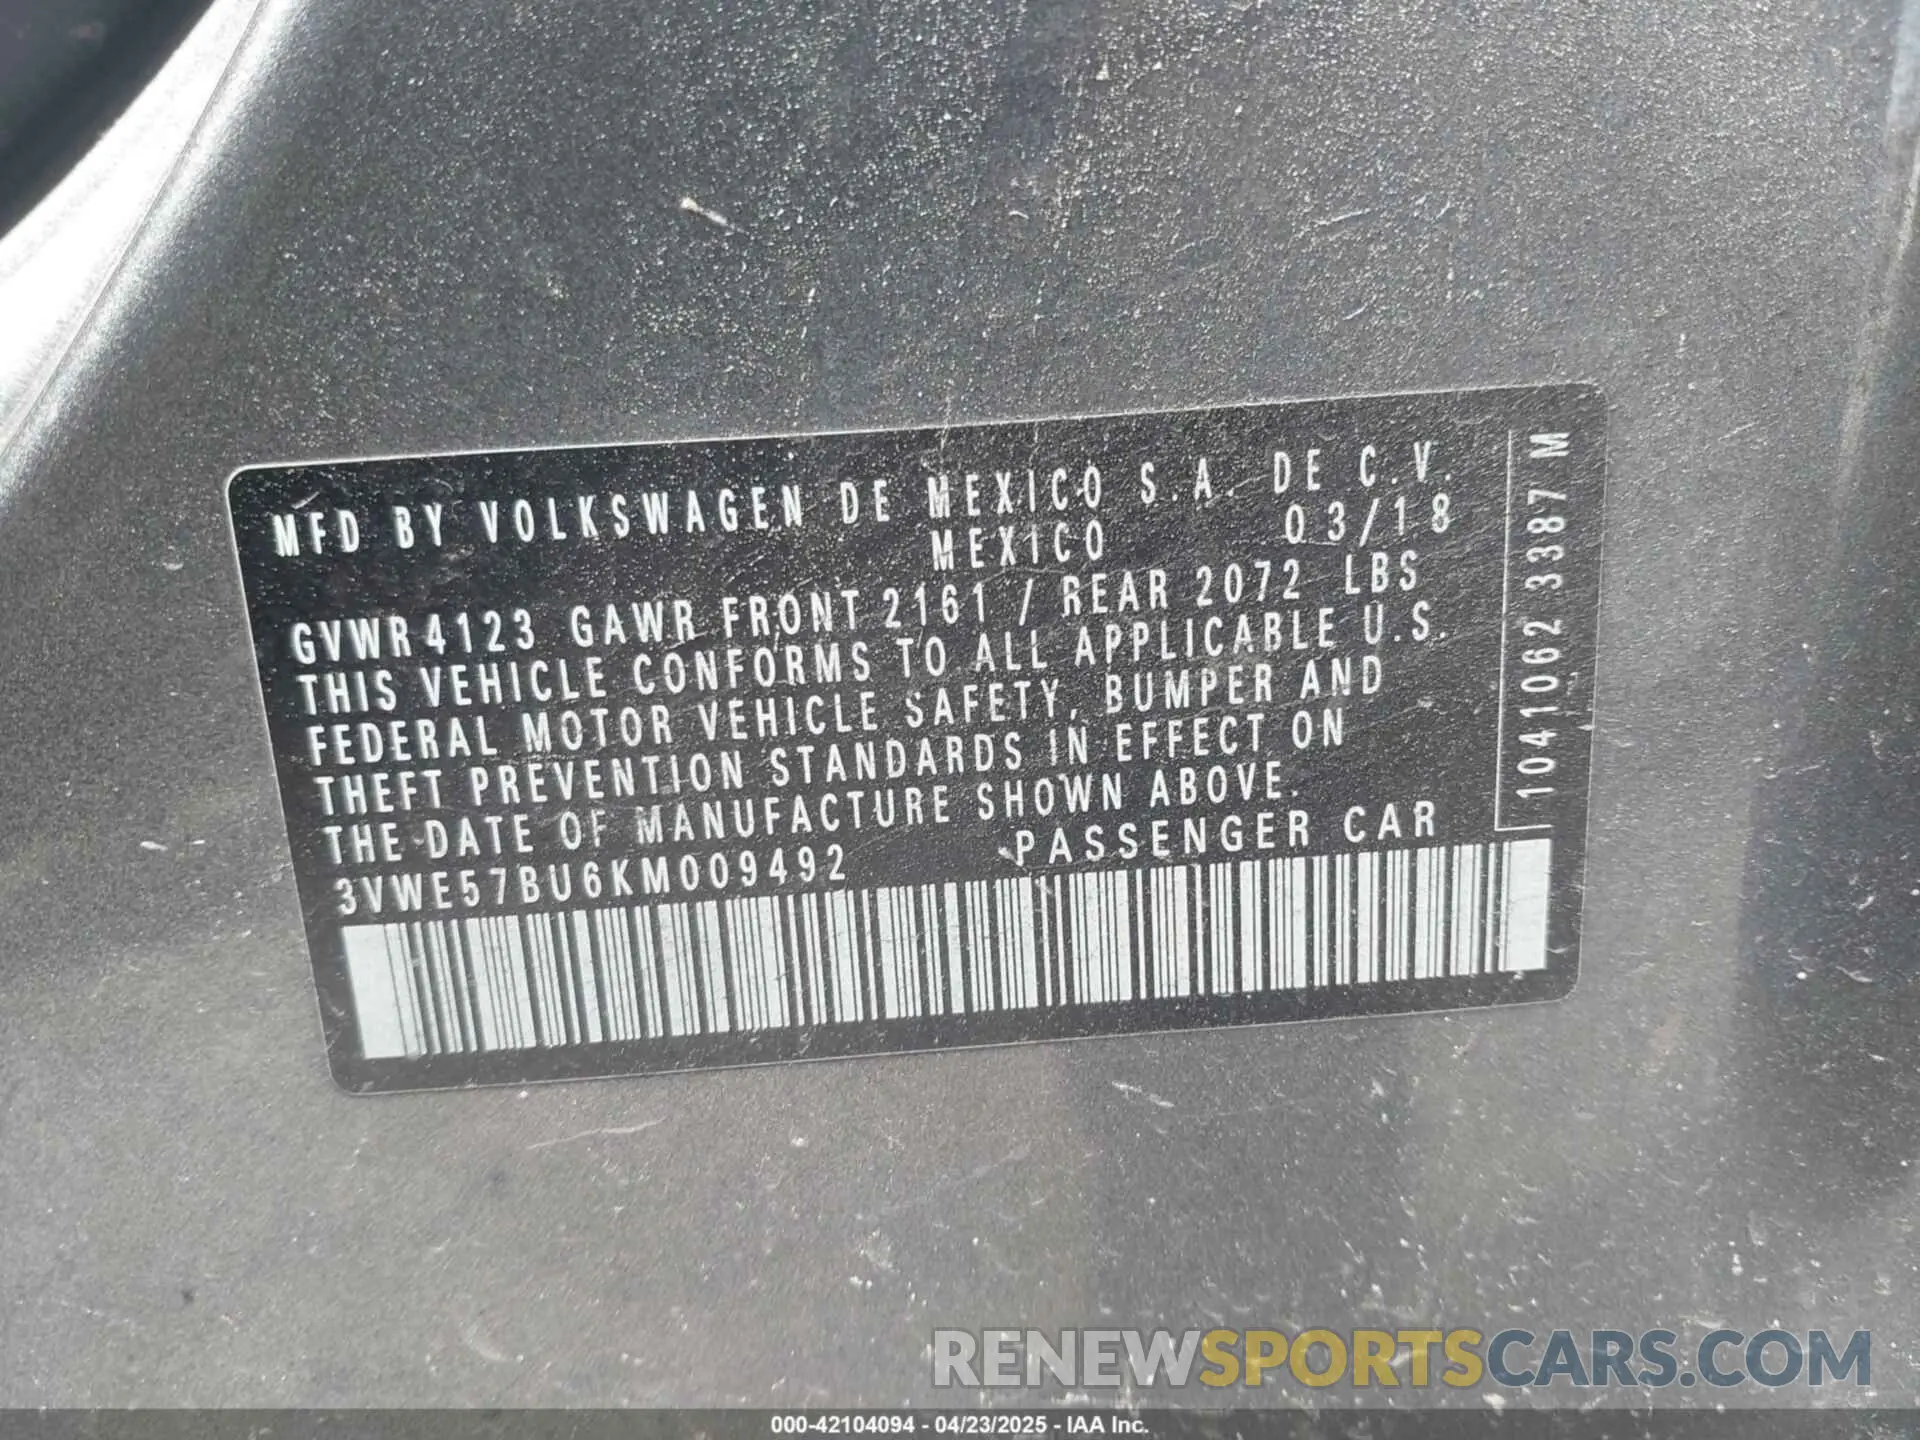 MFD BY VOLKSWAGEN DE MEXICO S.A. DE C.V.
MEXICO 03/18
GVWR 4123 GAWR FRONT 2161 / REAR 2072 LBS
THIS VEHICLE CONFORMS TO ALL APPLICABLE U.S.
FEDERAL MOTOR VEHICLE SAFETY, BUMPER AND
THEFT PREVENTION STANDARDS IN EFFECT ON
THE DATE OF MANUFACTURE SHOWN ABOVE.
3VWE57BU6KM009492 PASSENGER CAR
1041062 3387 M
RENEWSPORTSCARS.COM
000-42104094 - 04/23/2025 - IAA Inc.